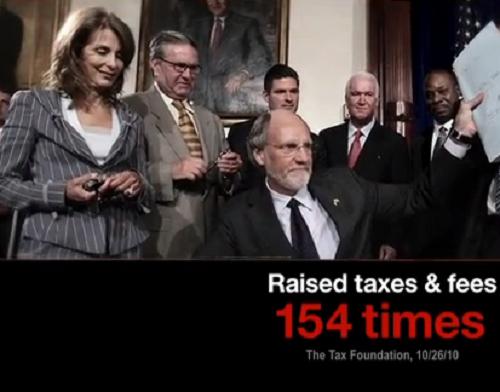 Raised taxes & fees
154 times
The Tax Foundation, 10/26/10